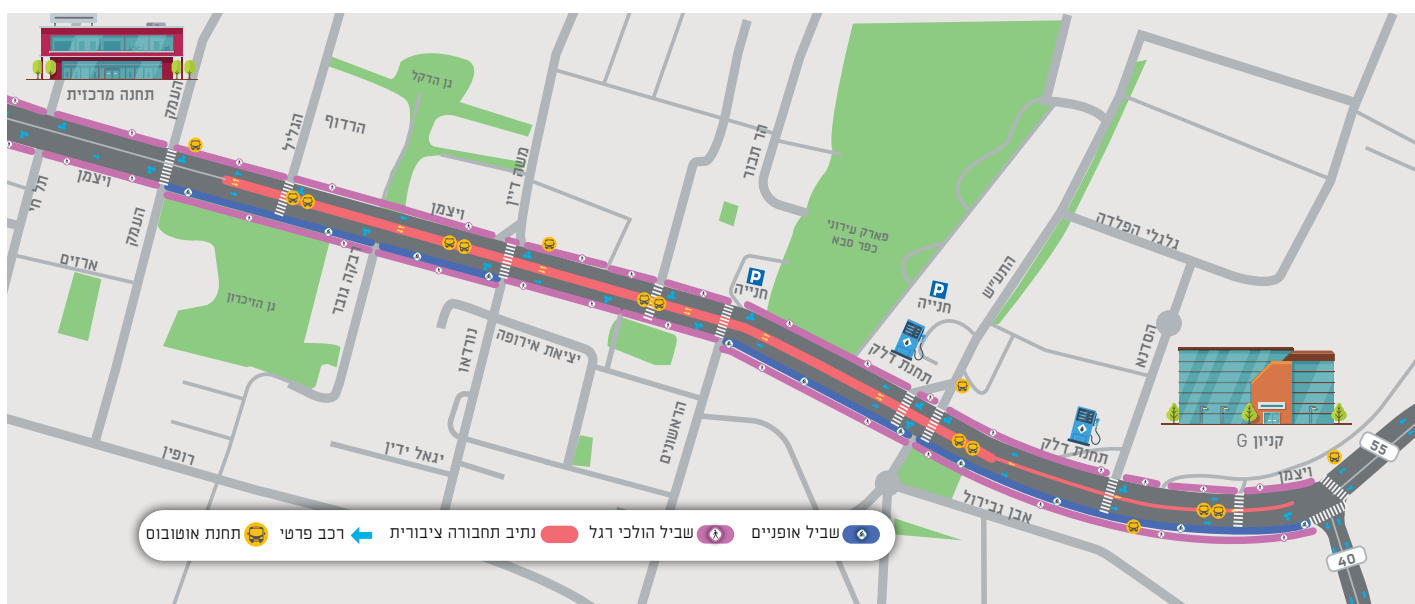 תחנה מרכזית
העמק
הגליל
הרדוף
גן הדקל
משה דיין
הר תבור
פארק עירוני
כפר סבא
גלגלי הפלדה
התע״ש
ויצמן
תל חי
העמק
ויצמן
ארזים
גן הזיכרון
רבקה גובר
נורדאו
יציאת אירופה
P
חנייה
P
חנייה
תחנת דלק
הסדנא
קניון G
תחנת דלק
הראשונים
יגאל ידין
רופין
אבן גבירול
ויצמן
55
40
שביל אופניים
שביל הולכי רגל
נתיב תחבורה ציבורית
רכב פרטי
תחנת אוטובוס